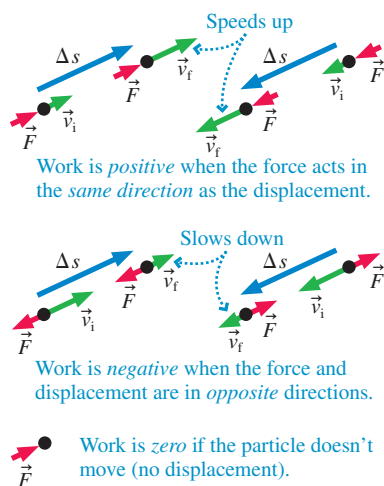 Speeds up
Δs
F⃗
v⃗f
F⃗
v⃗i
Δs
F⃗
v⃗i
v⃗f
F⃗
Work is positive when the force acts in
the same direction as the displacement.
Slows down
Δs
F⃗
v⃗f
F⃗
v⃗i
Δs
v⃗i
F⃗
v⃗f
F⃗
Work is negative when the force and
displacement are in opposite directions.
F⃗
Work is zero if the particle doesn't
move (no displacement).